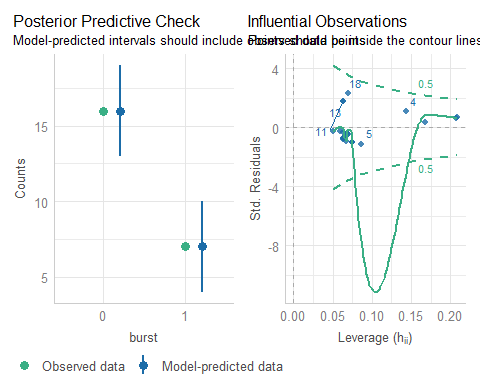 Posterior Predictive Check
Model-predicted intervals should include observed data points
Counts
15
10
5
0
1
burst
Influential Observations
Points should be inside the contour lines
Std. Residuals
4
0
-4
-8
0.5
18
13
4
11
5
0.5
0.00
0.05
0.10
0.15
0.20
Leverage (hii)
Observed data
Model-predicted data